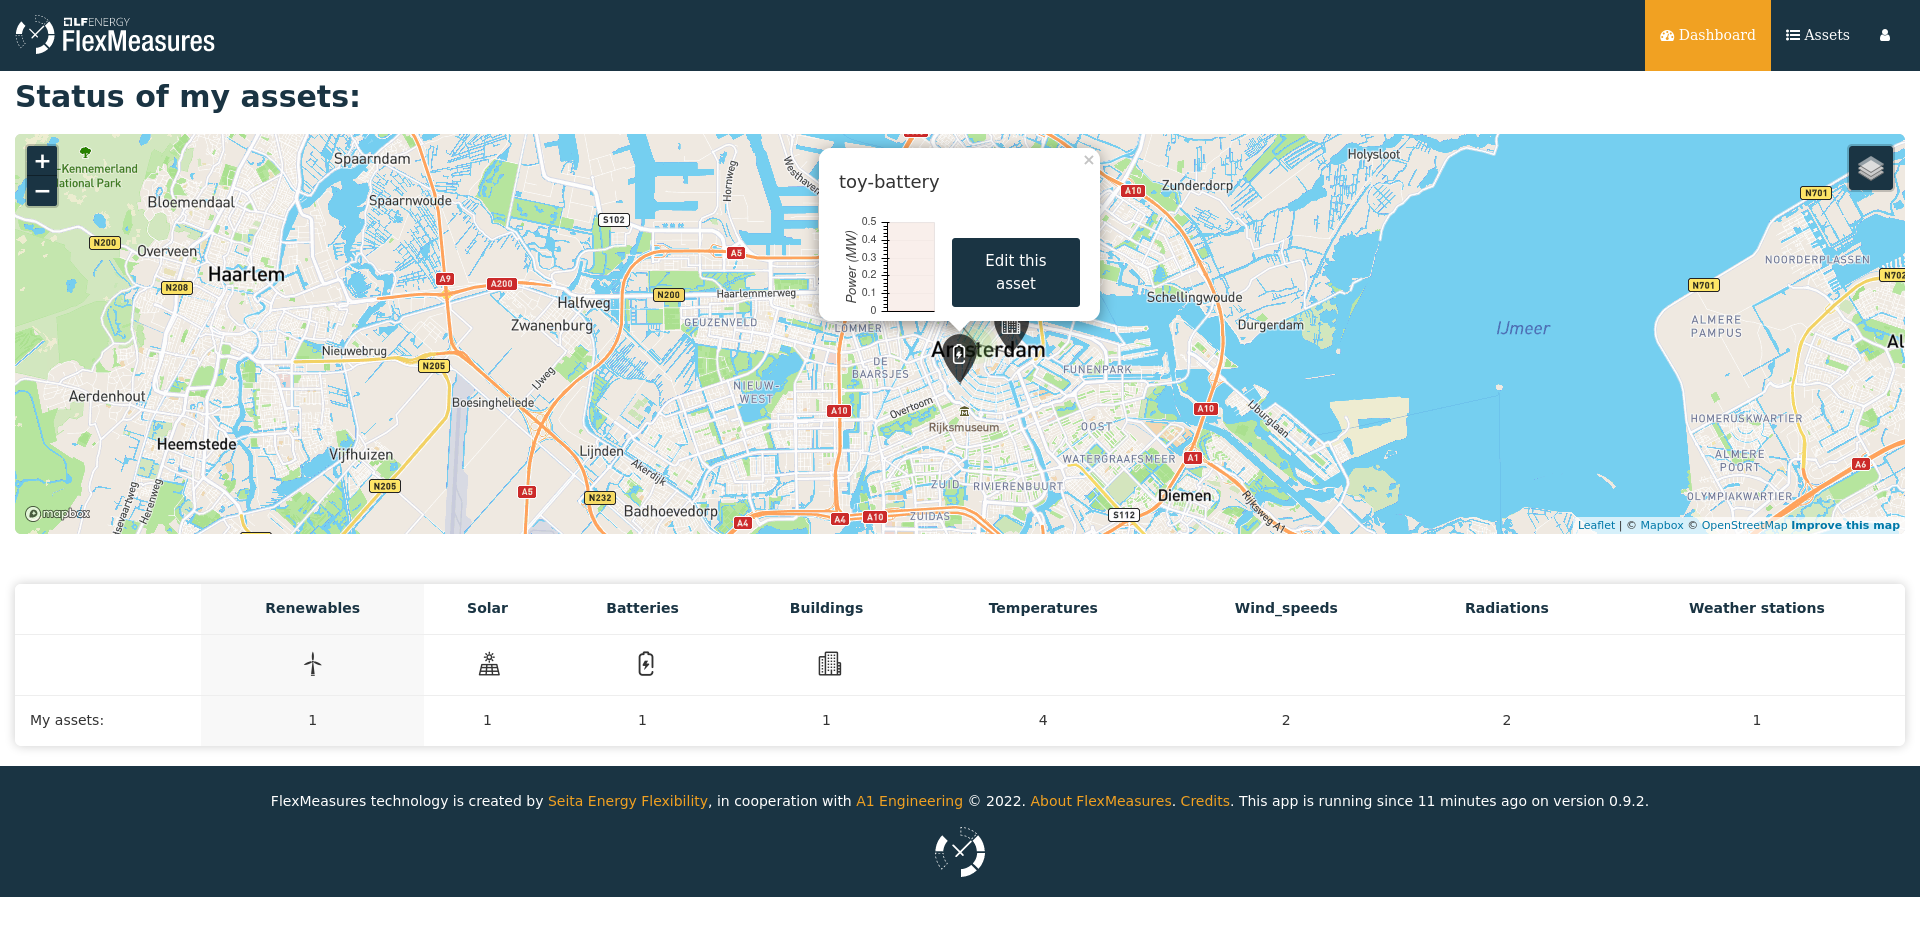 LFENERGY
FlexMeasures
Dashboard
Assets
Status of my assets:
+
−
-Kennemerland
National Park
Bloemendaal
Spaarndam
Spaarnwoude
N200
Overveen
Haarlem
N208
A9
A200
S102
Hornweg
Westhaven
A5
Halfweg
N200
Haarlemmerweg
Zwanenburg
GEUZENVELD
Nieuwebrug
N205
IJweg
Aerdenhout
Boesingheliede
Heemstede
Vijfhuizen
N205
Lijnden
Akerdijk
A5
N232
Badhoevedorp
Herenweg
A4
A4
A10
toy-battery
×
Power (MW)
0.5
0.4
0.3
0.2
0.1
0
Edit this
asset
LOMMER
Amsterdam
DE
BAARSJES
NIEUW-
WEST
A10
Overtoom
Rijksmuseum
FUNENPARK
OOST
WATERGRAAFSMEER
ZUID
RIVIERENBUURT
ZUIDAS
A10
Zunderdorp
Holysloot
Schellingwoude
Durgerdam
A10
IJburglaan
A1
Diemen
S112
Rijksweg A1
IJmeer
N701
NOORDERPLASSEN
N702
N701
ALMERE
PAMPUS
Al
HOMERUSKWARTIER
ALMERE
POORT
A6
OLYMPIAKWARTIER
mapbox
Leaflet | © Mapbox © OpenStreetMap Improve this map
Renewables Solar Batteries Buildings Temperatures Wind_speeds Radiations Weather stations
My assets: 1 1 1 1 4 2 2 1
FlexMeasures technology is created by Seita Energy Flexibility, in cooperation with A1 Engineering © 2022. About FlexMeasures. Credits. This app is running since 11 minutes ago on version 0.9.2.